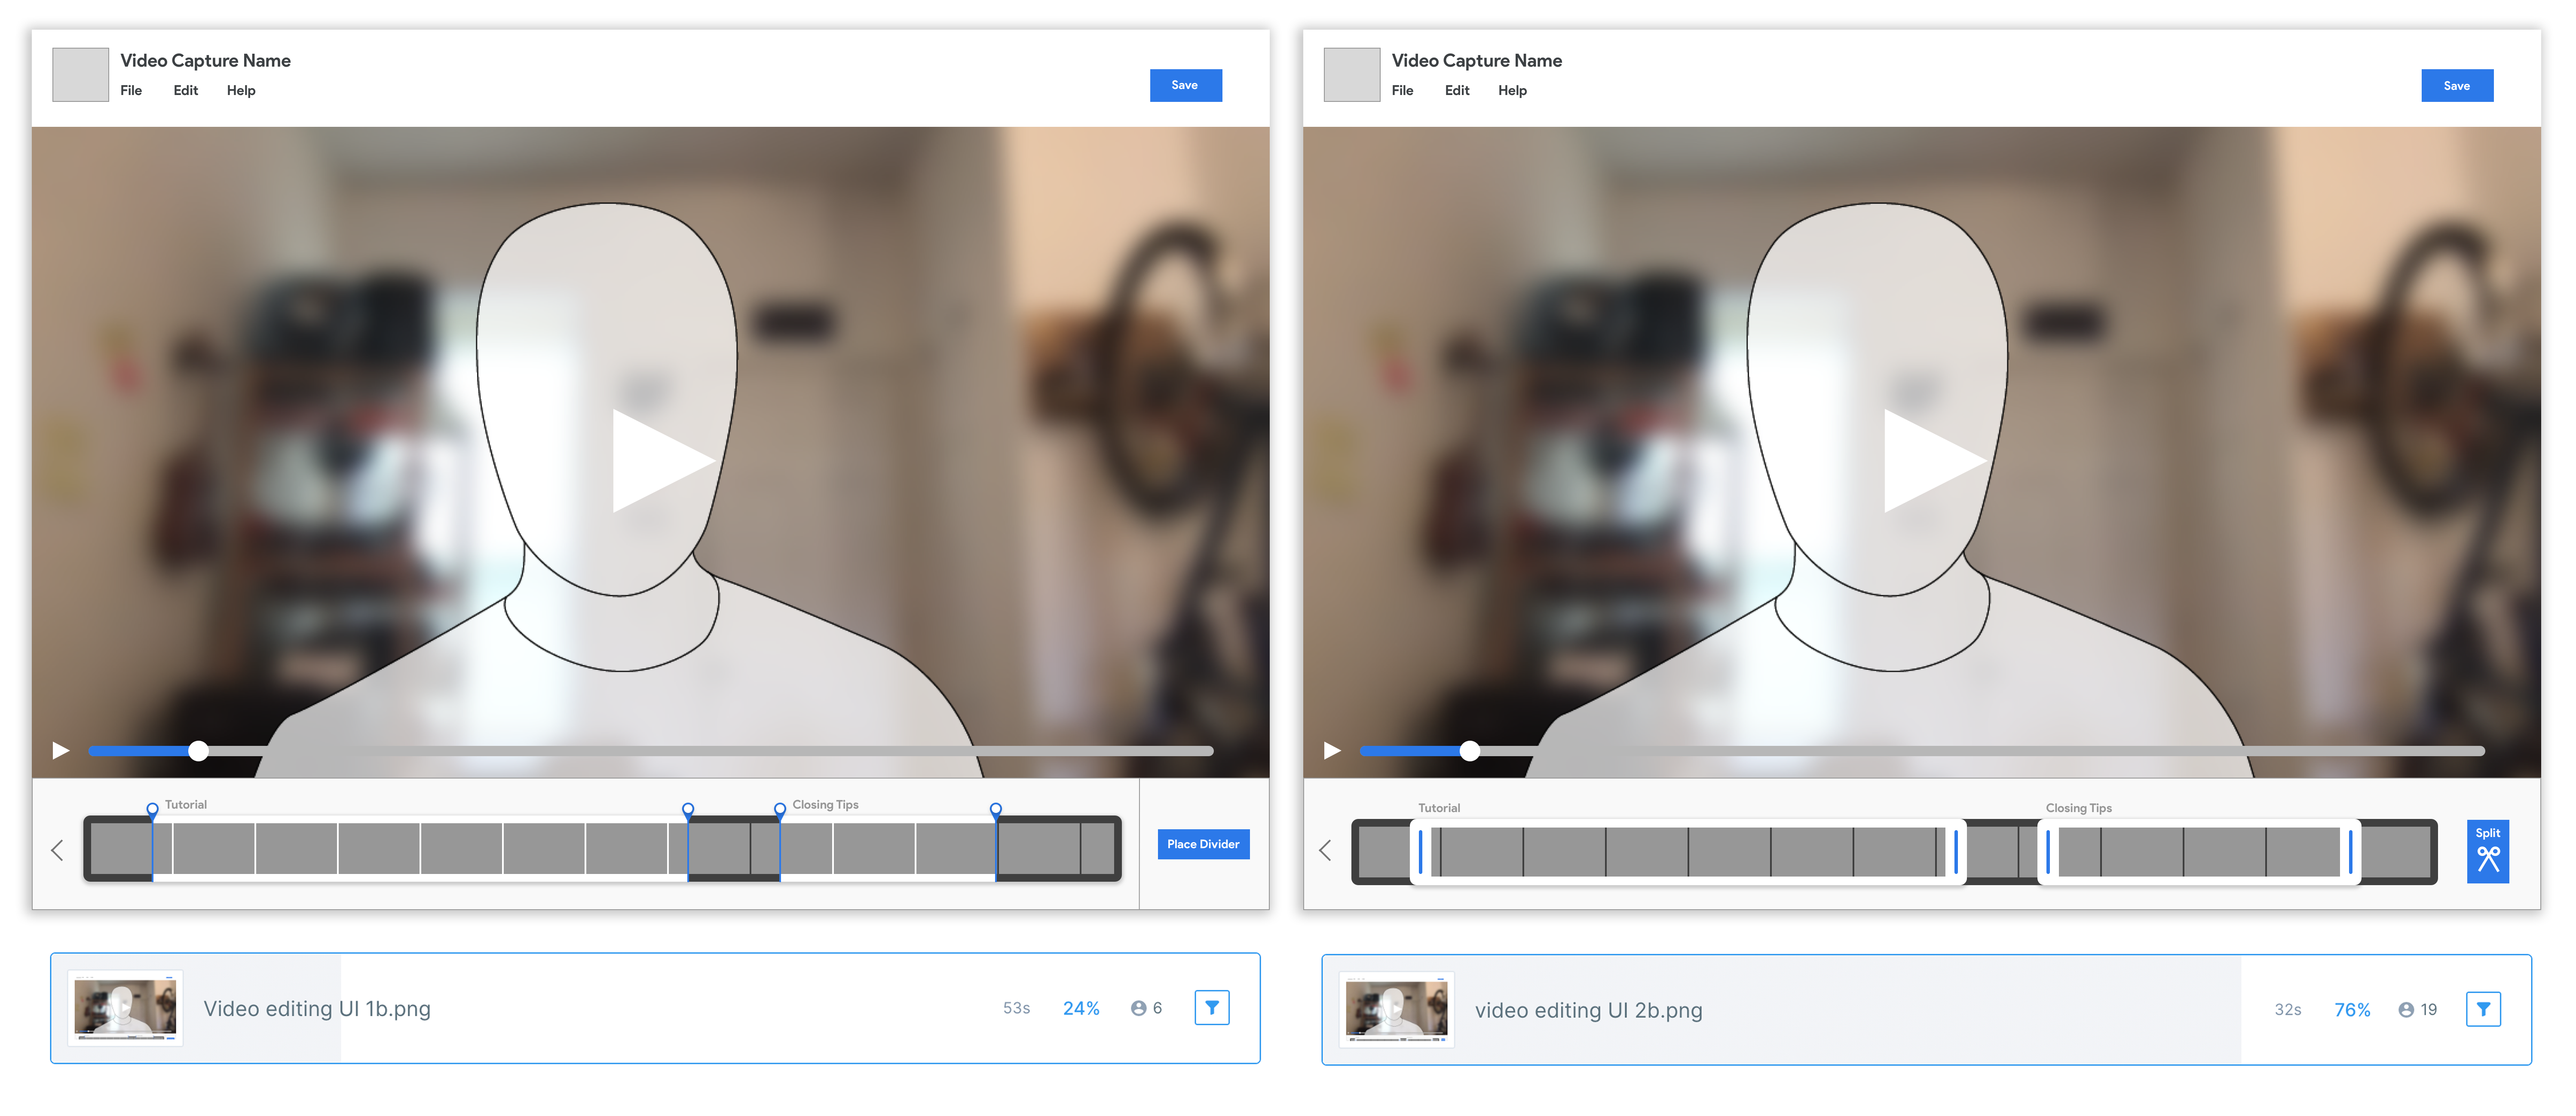 Video Capture Name
File Edit Help
Save
Tutorial
Closing Tips
Place Divider
Video editing UI 1b.png
53s
24%
6
Video Capture Name
File Edit Help
Save
Tutorial
Closing Tips
Split
video editing UI 2b.png
32s
76%
19